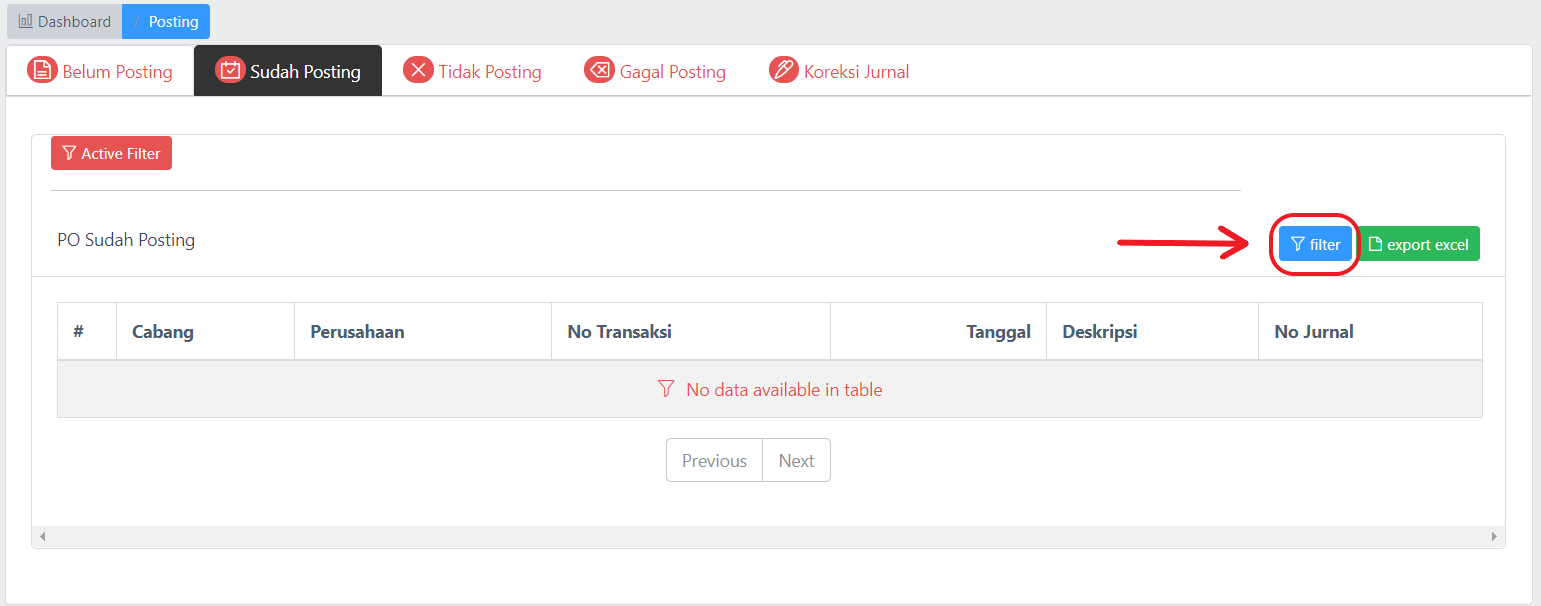 Dashboard / Posting
Belum Posting Sudah Posting Tidak Posting Gagal Posting Koreksi Jurnal
Active Filter
PO Sudah Posting filter export excel
# Cabang Perusahaan No Transaksi Tanggal Deskripsi No Jurnal
No data available in table
Previous Next